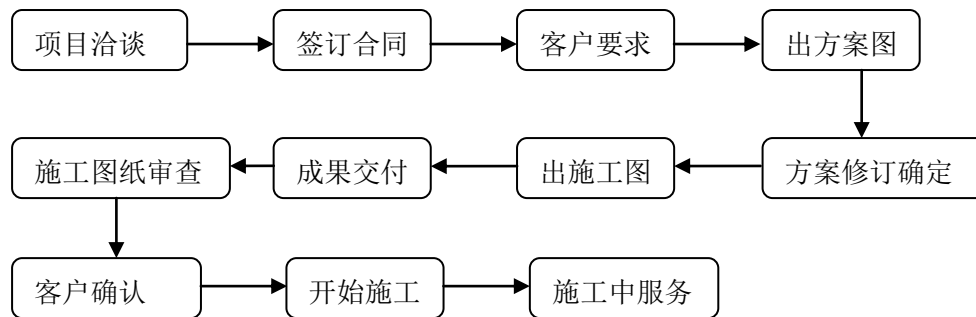 项目洽谈
签订合同
客户要求
出方案图
方案修订确定
出施工图
成果交付
施工图纸审查
客户确认
开始施工
施工中服务